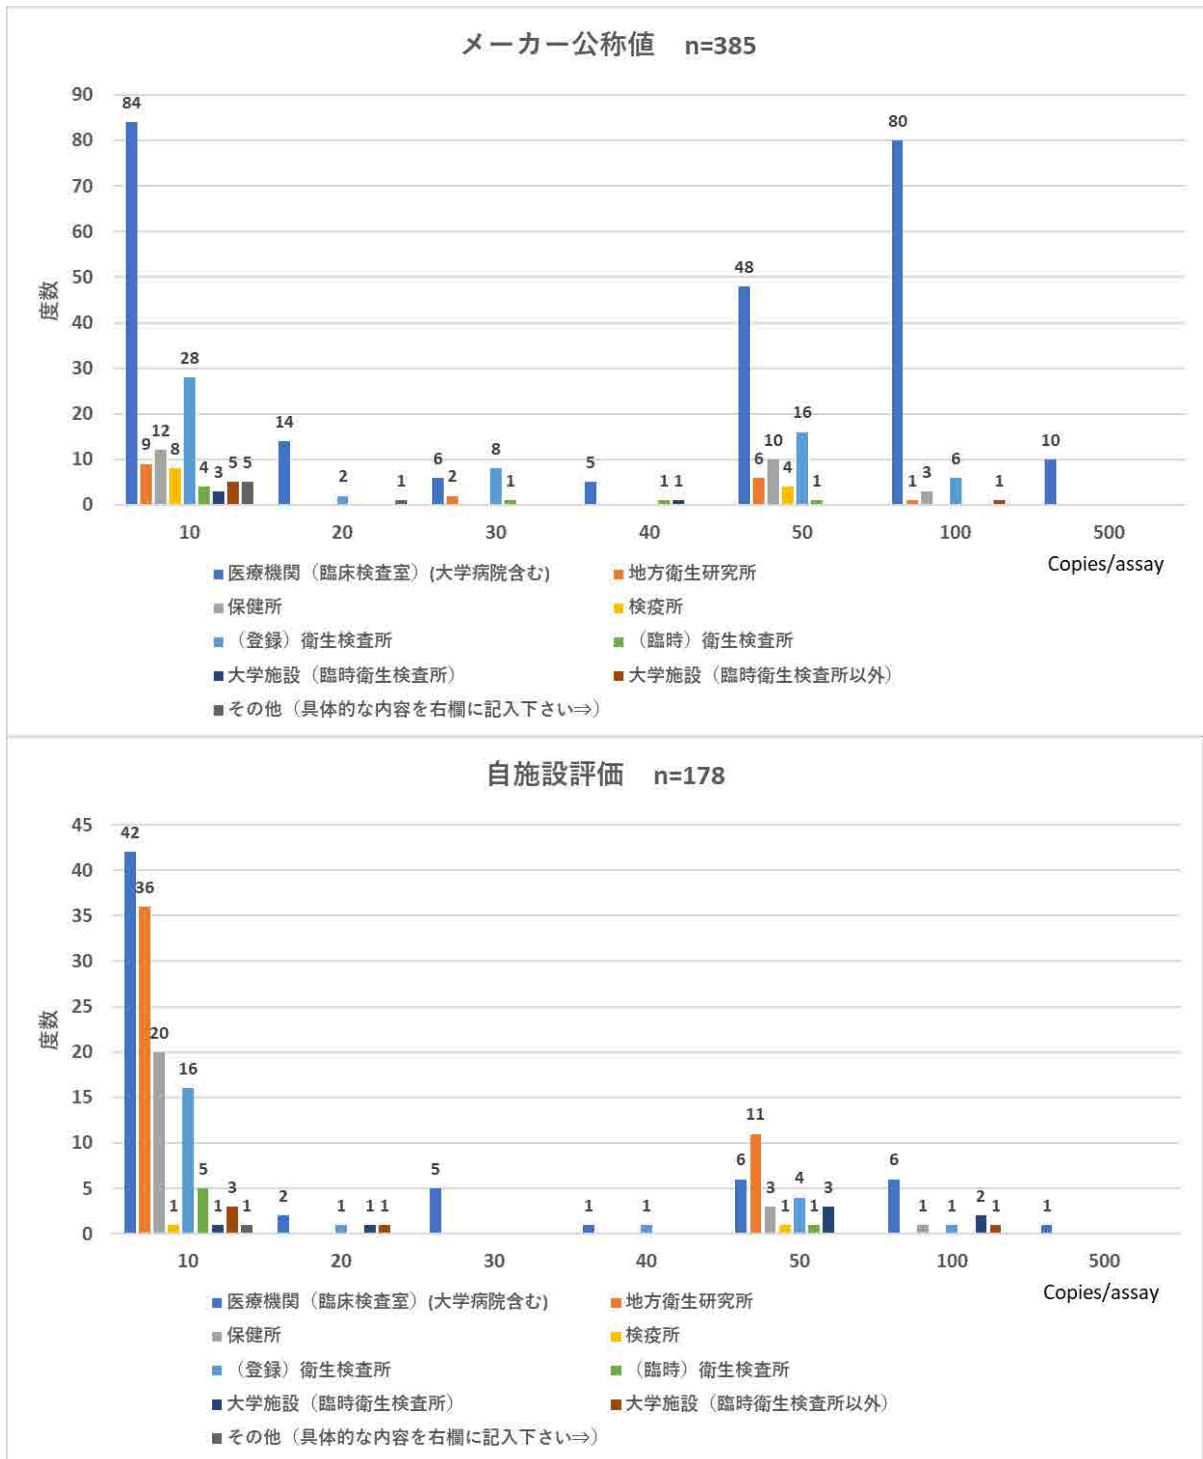 メーカー公称値 n=385
度数
90
80
70
60
50
40
30
20
10
0
84 9 12 8 28 4 3 5 5
14 2 1
6 2 8 1
5 1 1
48 6 10 4 16 1
80 1 3 6 1
10
10 20 30 40 50 100 500
Copies/assay
医療機関（臨床検査室）(大学病院含む) 地方衛生研究所
保健所 検疫所
（登録）衛生検査所 （臨時）衛生検査所
大学施設（臨時衛生検査所） 大学施設（臨時衛生検査所以外）
その他（具体的な内容を右欄に記入下さい⇒）
自施設評価 n=178
度数
45
40
35
30
25
20
15
10
5
0
42 36 20 1 16 5 1 3 1
2 1 1 1
5
1 1
6 11 3 1 4 1 3
6 1 1 2 1
1
10 20 30 40 50 100 500
Copies/assay
医療機関（臨床検査室）(大学病院含む) 地方衛生研究所
保健所 検疫所
（登録）衛生検査所 （臨時）衛生検査所
大学施設（臨時衛生検査所） 大学施設（臨時衛生検査所以外）
その他（具体的な内容を右欄に記入下さい⇒）